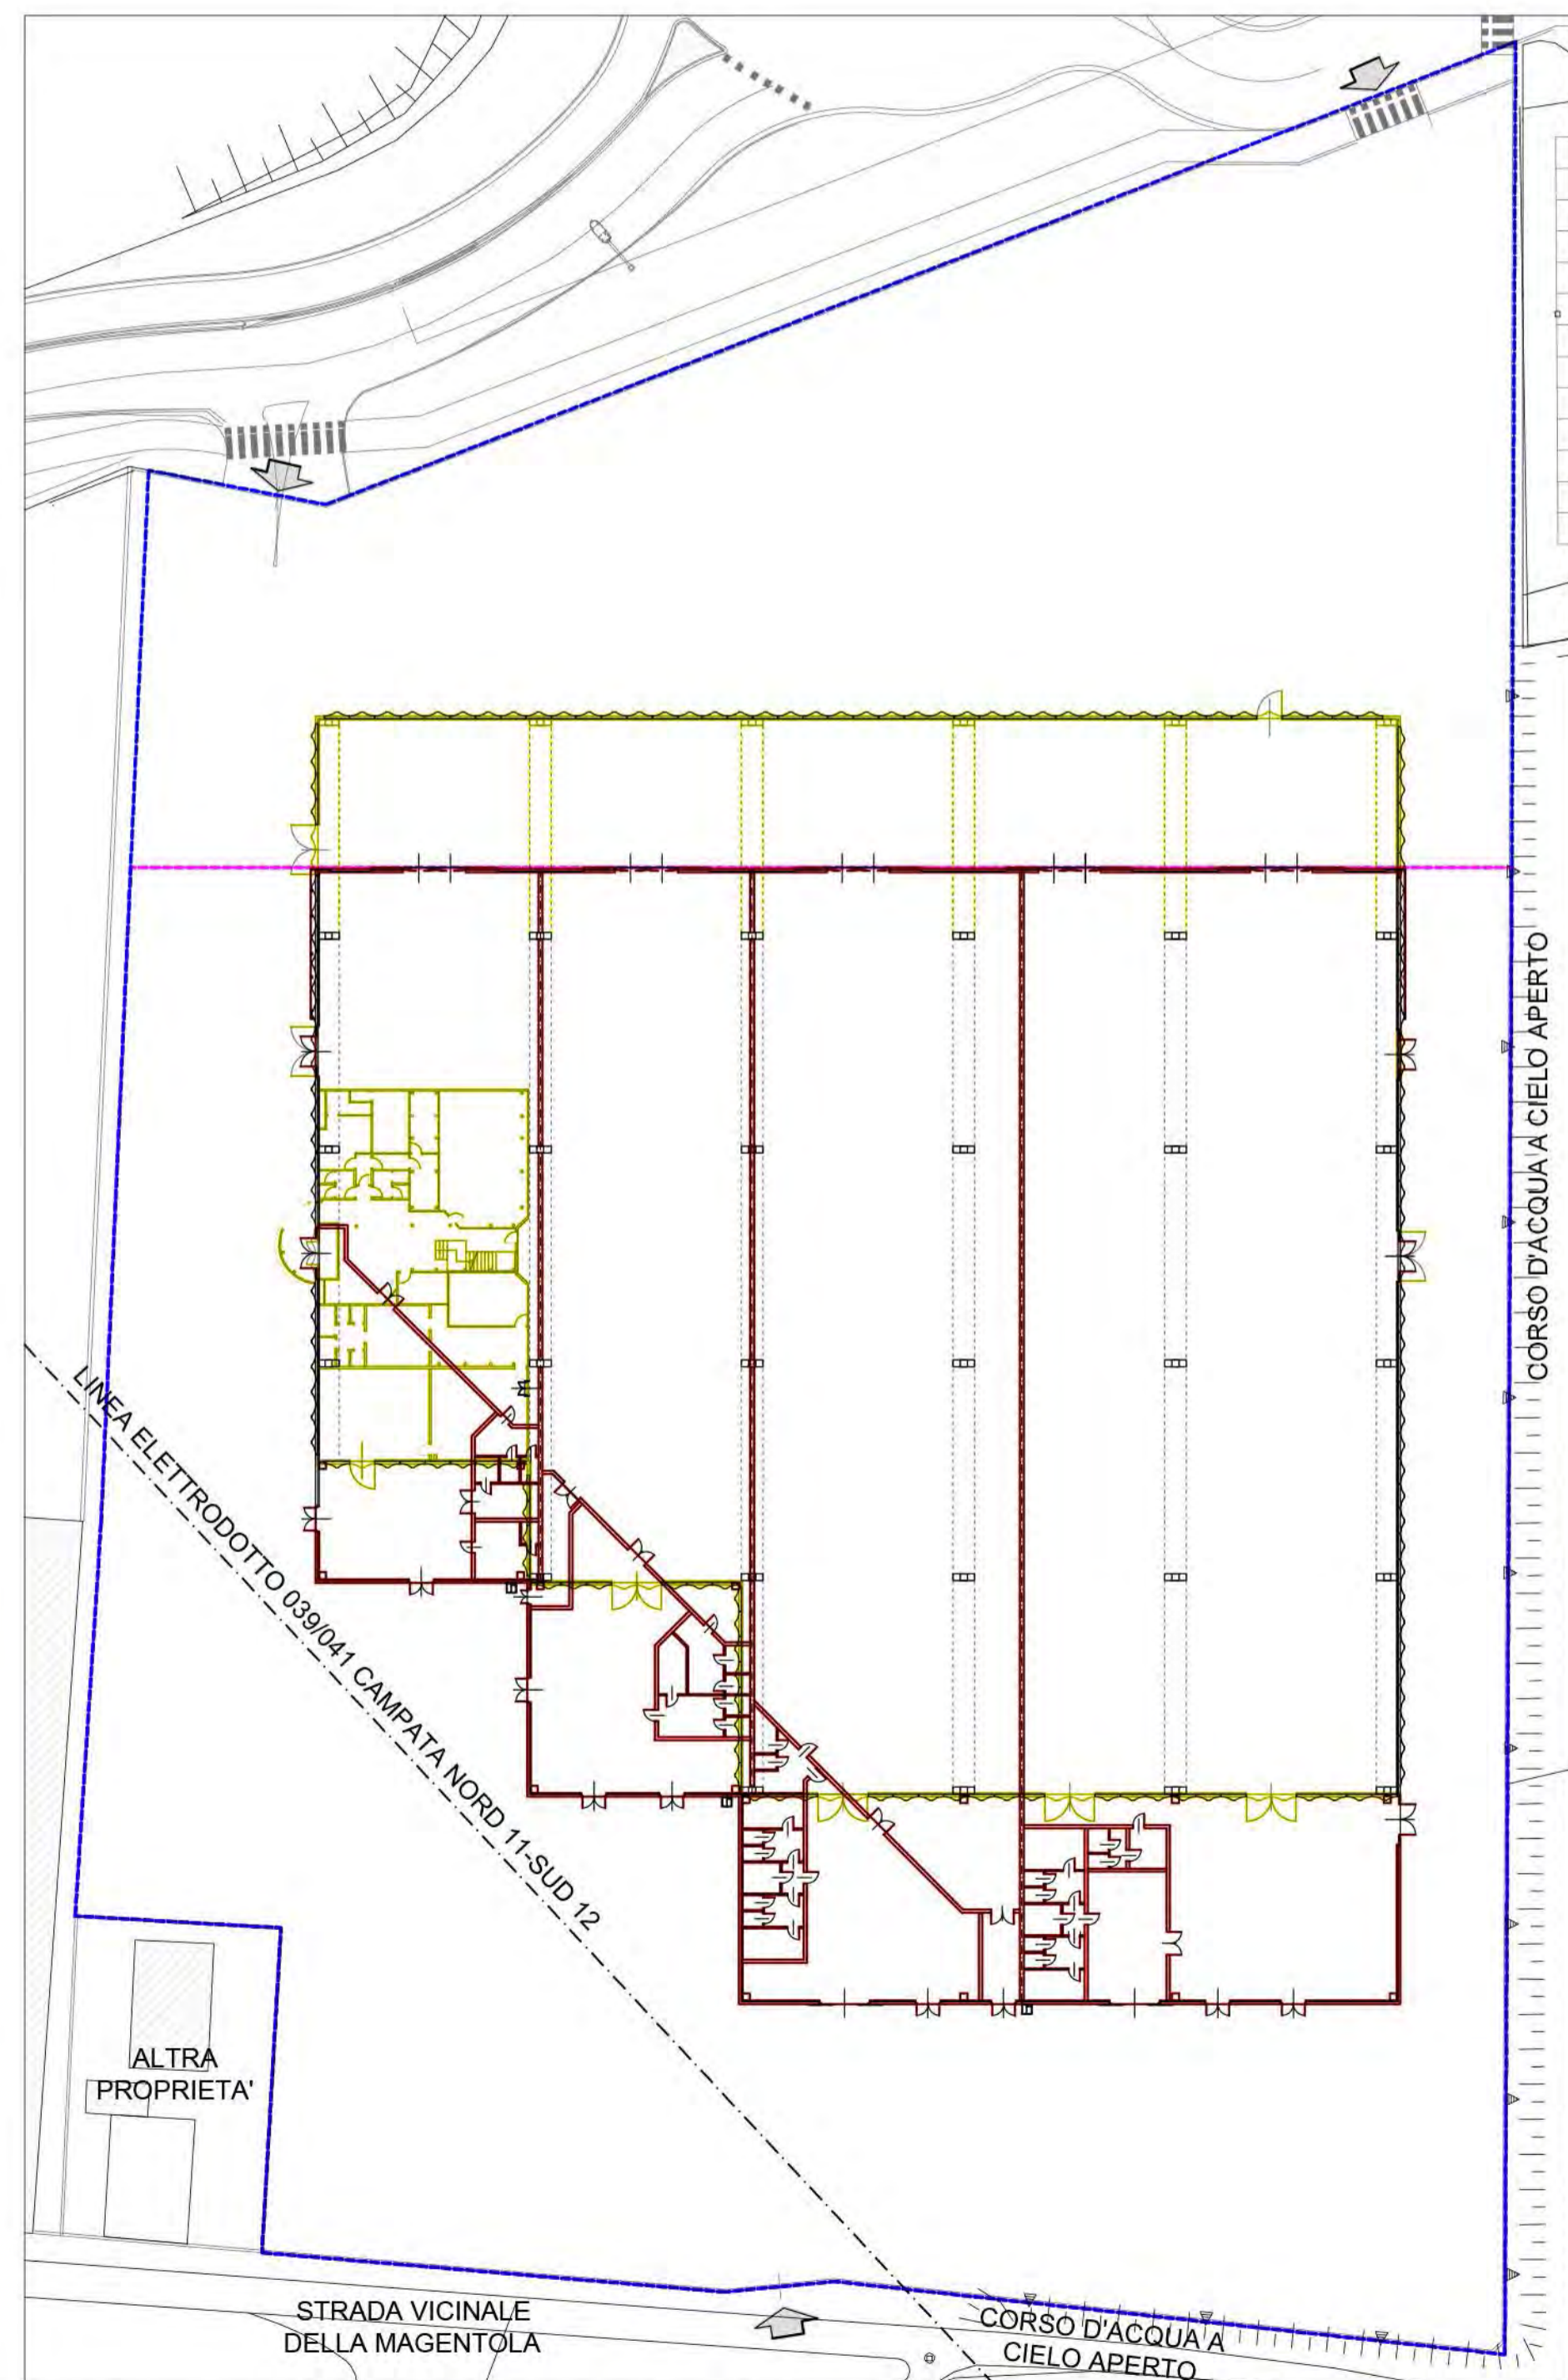 CORSO D'ACQUA A CIELO APERTO
LINEA ELETTRODOTTO 039/041 CAMPATA NORD 11-SUD 12
ALTRA
PROPRIETA'
STRADA VICINALE
DELLA MAGENTOLA
CORSO D'ACQUA A
CIELO APERTO